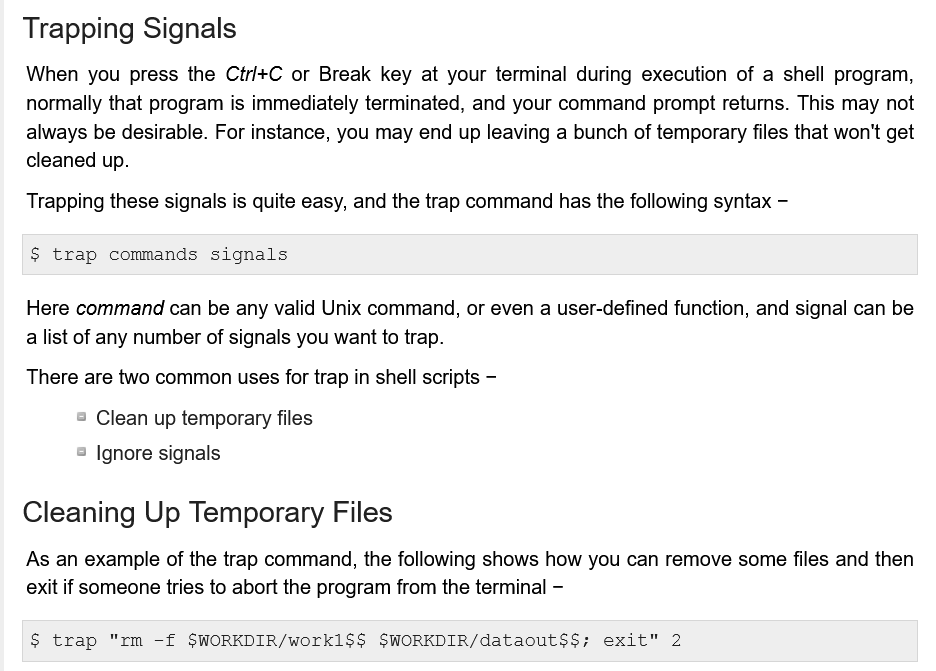 Trapping Signals
When you press the Ctrl+C or Break key at your terminal during execution of a shell program,
normally that program is immediately terminated, and your command prompt returns. This may not
always be desirable. For instance, you may end up leaving a bunch of temporary files that won't get
cleaned up.
Trapping these signals is quite easy, and the trap command has the following syntax −
$ trap commands signals
Here command can be any valid Unix command, or even a user-defined function, and signal can be
a list of any number of signals you want to trap.
There are two common uses for trap in shell scripts −
Clean up temporary files
Ignore signals
Cleaning Up Temporary Files
As an example of the trap command, the following shows how you can remove some files and then
exit if someone tries to abort the program from the terminal −
$ trap "rm -f $WORKDIR/work1$$ $WORKDIR/dataout$$; exit" 2